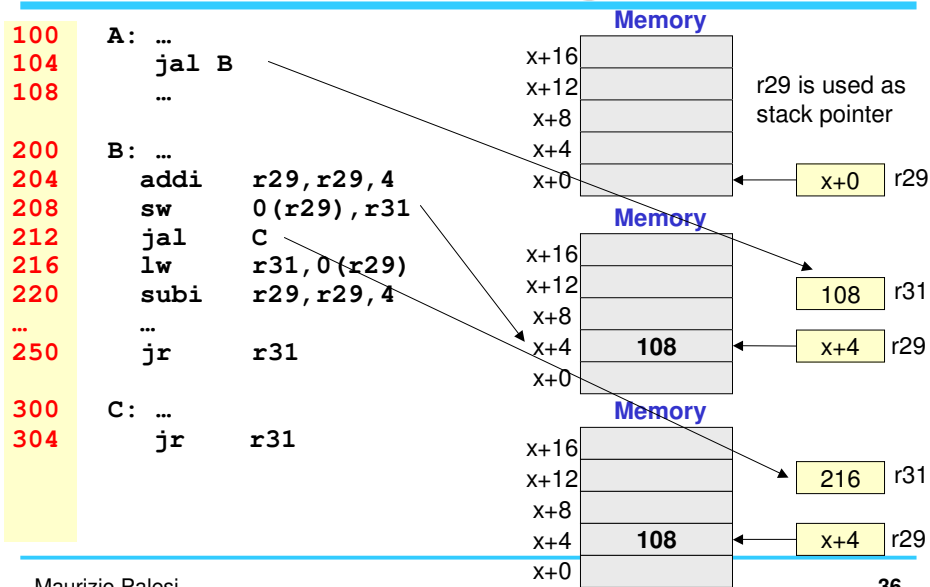 100 A: …
104 jal B
108 …
200 B: …
204 addi r29,r29,4
208 sw 0(r29),r31
212 jal C
216 lw r31,0(r29)
220 subi r29,r29,4
… …
250 jr r31
300 C: …
304 jr r31
Memory
x+16
x+12
x+8
x+4
x+0
r29 is used as
stack pointer
x+0 r29
Memory
x+16
x+12
108 r31
x+8
x+4 108 x+4 r29
x+0
Memory
x+16
x+12
216 r31
x+8
x+4 108 x+4 r29
x+0
Maurizio Palesi
36